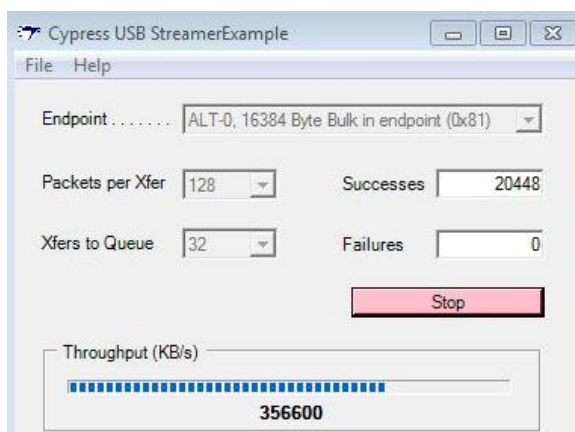 Cypress USB StreamerExample
File Help
Endpoint . . . . . . . ALT-0, 16384 Byte Bulk in endpoint (0x81)
Packets per Xfer 128 Successes 20448
Xfers to Queue 32 Failures 0
Stop
Throughput (KB/s)
356600